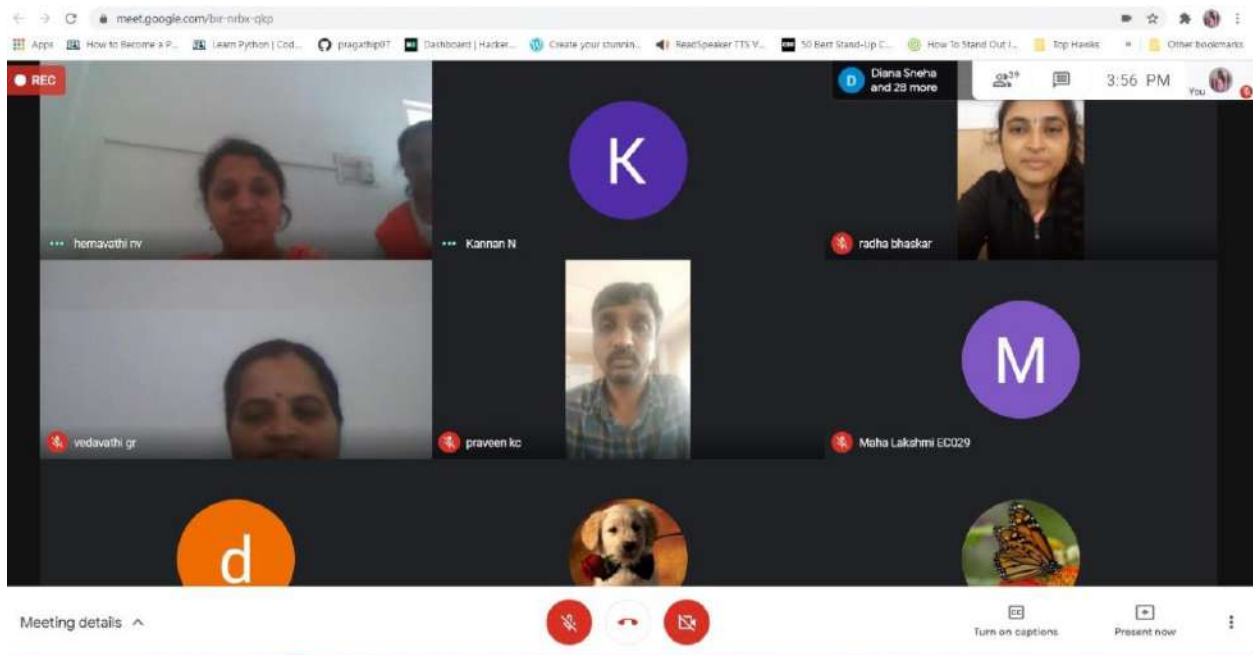 meet.google.com/bir-nrbx-qkp
Apps How to Become a P... Learn Python | Cod... pragathip07 Dashboard | Hacker... Create your stunnin... ReadSpeaker TTS V... 50 Best Stand-Up C... How To Stand Out I... Top Hawks » Other bookmarks
REC
Diana Sneha
and 28 more
39
3:56 PM
You
K
hemavathi nv
Kannan N
radha bhaskar
M
vedavathi gr
praveen kc
Maha Lakshmi EC029
d
Meeting details
Turn on captions
Present now